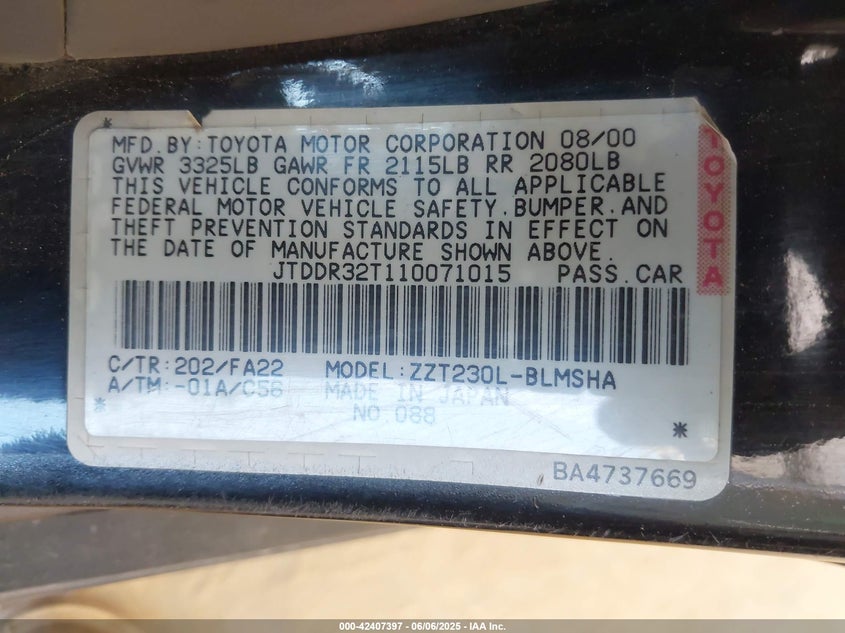 MFD.BY:TOYOTA MOTOR CORPORATION 08/00
GVWR 3325LB GAWR FR 2115LB RR 2080LB
THIS VEHICLE CONFORMS TO ALL APPLICABLE
FEDERAL MOTOR VEHICLE SAFETY.BUMPER.AND
THEFT PREVENTION STANDARDS IN EFFECT ON
THE DATE OF MANUFACTURE SHOWN ABOVE.
JTDDR32T110071015 PASS.CAR
TOYOTA
C/TR:202/FA22 MODEL:ZZT230L-BLMSHA
A/TM:-01A/C56 MADE IN JAPAN
NO.088
* *
BA4737669
000-42407397 - 06/06/2025 - IAA Inc.